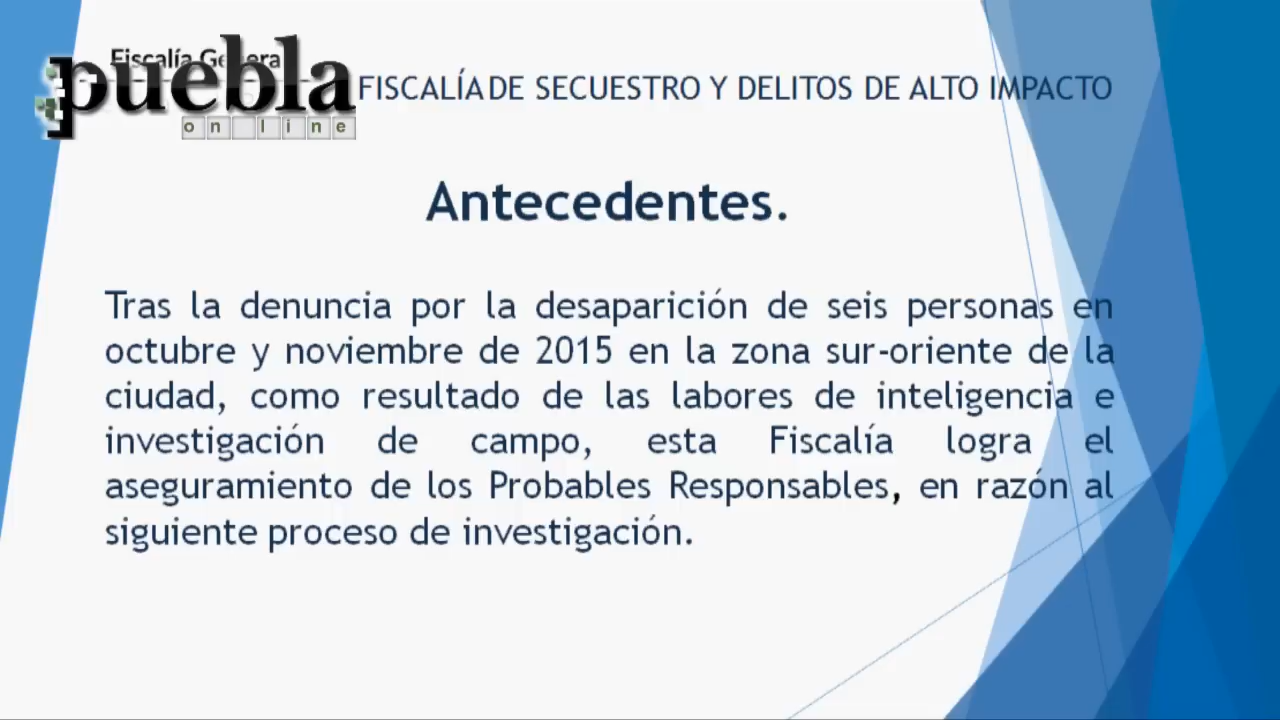 Fiscalía Genera
puebla
online
FISCALÍA DE SECUESTRO Y DELITOS DE ALTO IMPACTO
Antecedentes.
Tras la denuncia por la desaparición de seis personas en
octubre y noviembre de 2015 en la zona sur-oriente de la
ciudad, como resultado de las labores de inteligencia e
investigación de campo, esta Fiscalía logra el
aseguramiento de los Probables Responsables, en razón al
siguiente proceso de investigación.